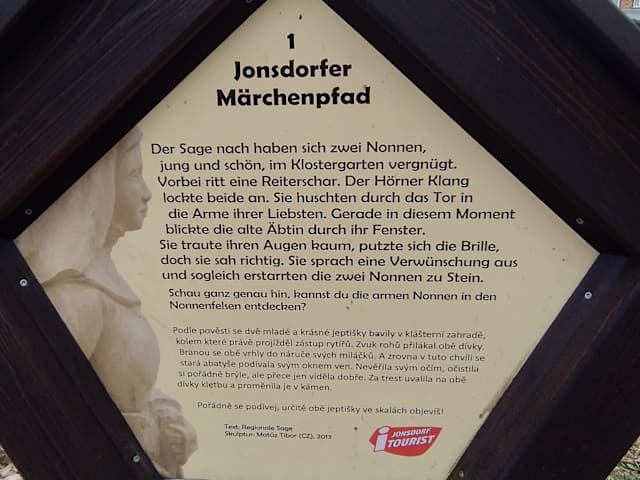 1
Jonsdorfer
Märchenpfad
Der Sage nach haben sich zwei Nonnen,
jung und schön, im Klostergarten vergnügt.
Vorbei ritt eine Reiterschar. Der Hörner Klang
lockte beide an. Sie huschten durch das Tor in
die Arme ihrer Liebsten. Gerade in diesem Moment
blickte die alte Äbtin durch ihr Fenster.
Sie traute ihren Augen kaum, putzte sich die Brille,
doch sie sah richtig. Sie sprach eine Verwünschung aus
und sogleich erstarrten die zwei Nonnen zu Stein.
Schau ganz genau hin, kannst du die armen Nonnen in den
Nonnenfelsen entdecken?
Podle pověsti se dvě mladé a krásné jeptišky bavily v klášterní zahradě,
kolem které právě projížděl zástup rytířů. Zvuk rohů přilákal obě dívky.
Branou se obě vrhly do náruče svých miláčků. A zrovna v tuto chvíli se
stará abatyše podívala svým oknem ven. Nevěřila svým očím, očistila
si pořádně brýle, ale přece jen viděla dobře. Za trest uvalila na obě
dívky kletbu a proměnila je v kámen.
Pořádně se podívej, určitě obě jeptišky ve skalách objevíš!
Text: Regionale Sage
Skulptur: Matúz Tibor (CZ), 2013
i JONSDORF
TOURIST